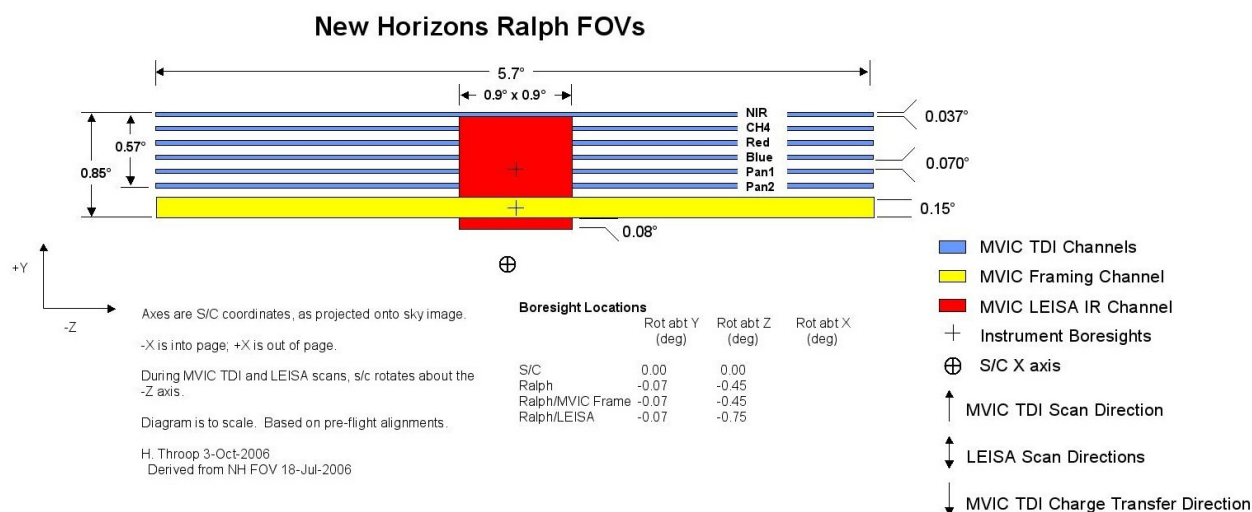 New Horizons Ralph FOVs
5.7°
0.9° x 0.9°
NIR
CH4
Red
Blue
Pan1
Pan2
0.037°
0.070°
0.15°
0.57°
0.85°
0.08°
+Y
-Z
MVIC TDI Channels
MVIC Framing Channel
MVIC LEISA IR Channel
Instrument Boresights
S/C X axis
MVIC TDI Scan Direction
LEISA Scan Directions
MVIC TDI Charge Transfer Direction
Axes are S/C coordinates, as projected onto sky image.
-X is into page; +X is out of page.
During MVIC TDI and LEISA scans, s/c rotates about the
-Z axis.
Diagram is to scale. Based on pre-flight alignments.
H. Throop 3-Oct-2006
Derived from NH FOV 18-Jul-2006
Boresight Locations
Rot abt Y Rot abt Z Rot abt X
(deg) (deg) (deg)
S/C 0.00 0.00
Ralph -0.07 -0.45
Ralph/MVIC Frame -0.07 -0.45
Ralph/LEISA -0.07 -0.75